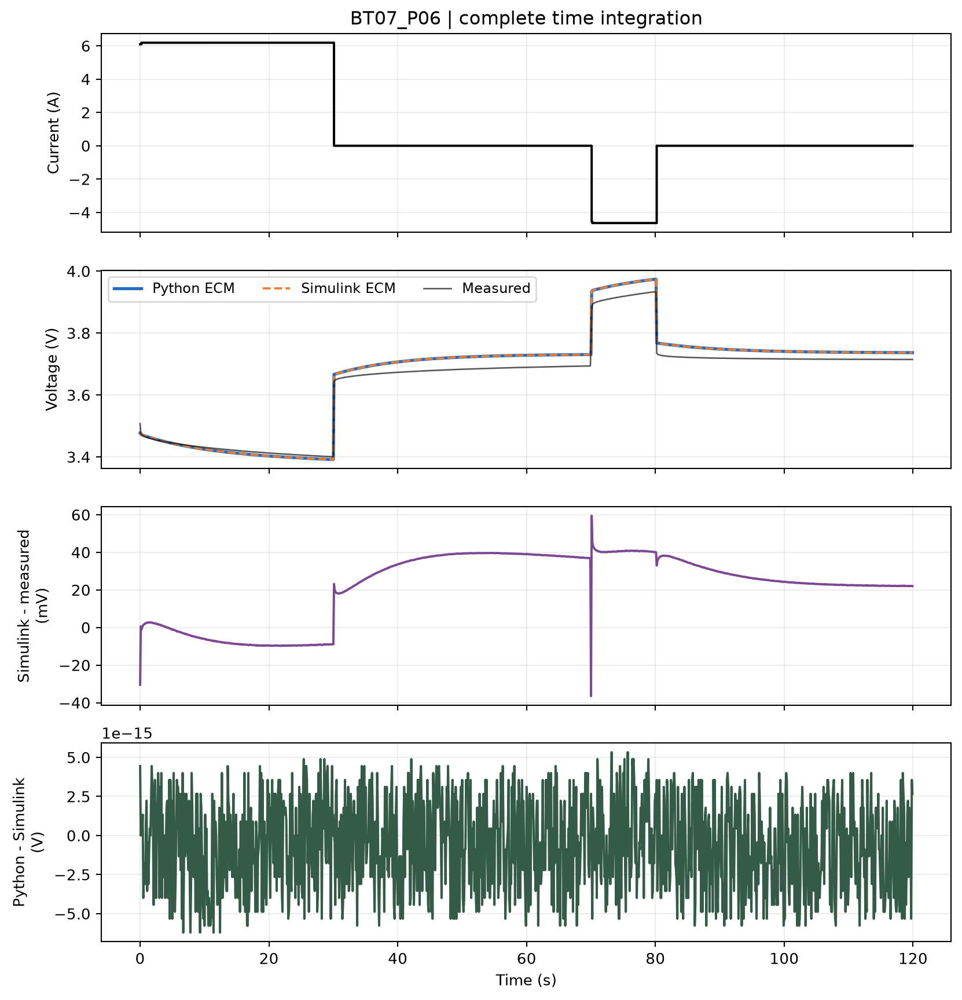 BT07_P06 | complete time integration
6
4
2
0
−2
−4
Current (A)
4.0
3.8
3.6
3.4
Voltage (V)
Python ECM
Simulink ECM
Measured
60
40
20
0
−20
−40
Simulink - measured
(mV)
1e−15
5.0
2.5
0.0
−2.5
−5.0
Python - Simulink
(V)
0 20 40 60 80 100 120
Time (s)